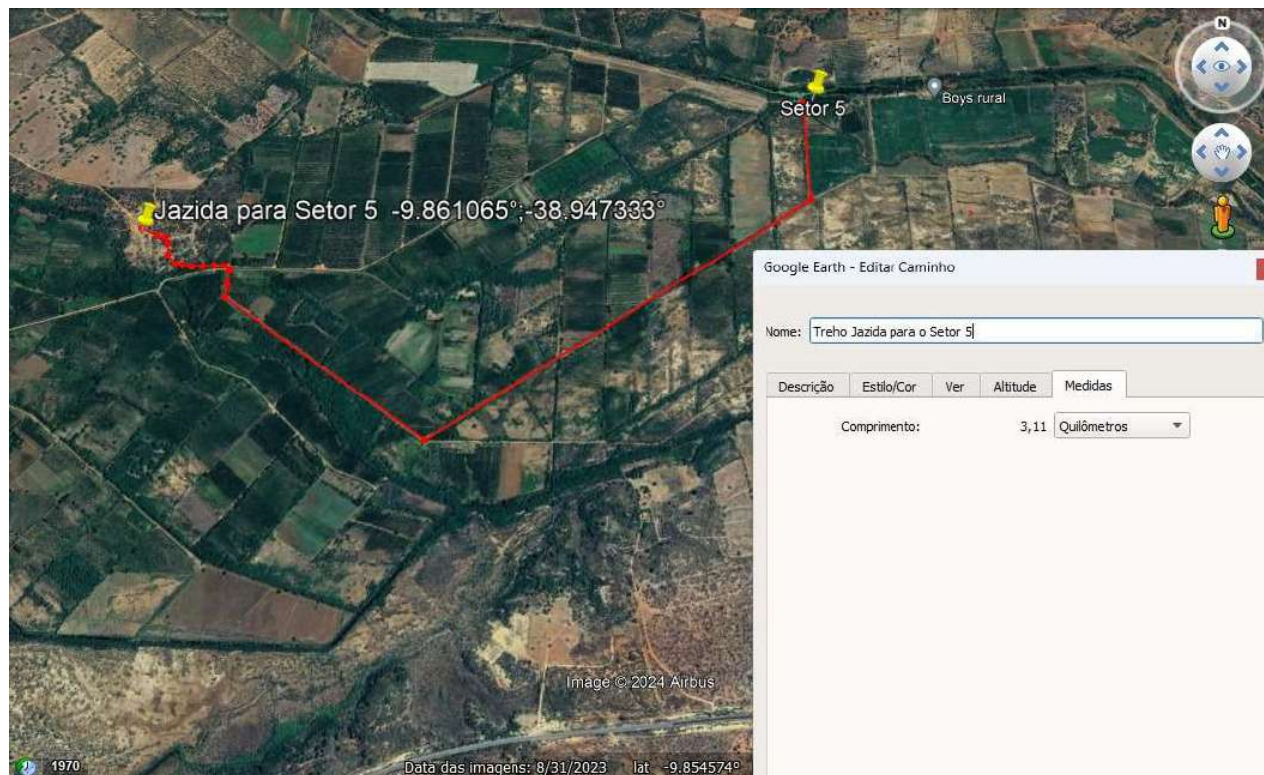 N
Setor 5
Boys rural
Jazida para Setor 5 -9.861065°;-38.947333°
Google Earth - Editar Caminho
Nome: Treho Jazida para o Setor 5
Descrição Estilo/Cor Ver Altitude Medidas
Comprimento: 3,11 Quilômetros
Image © 2024 Airbus
1970 Data das imagens: 8/31/2023 lat -9.854574°